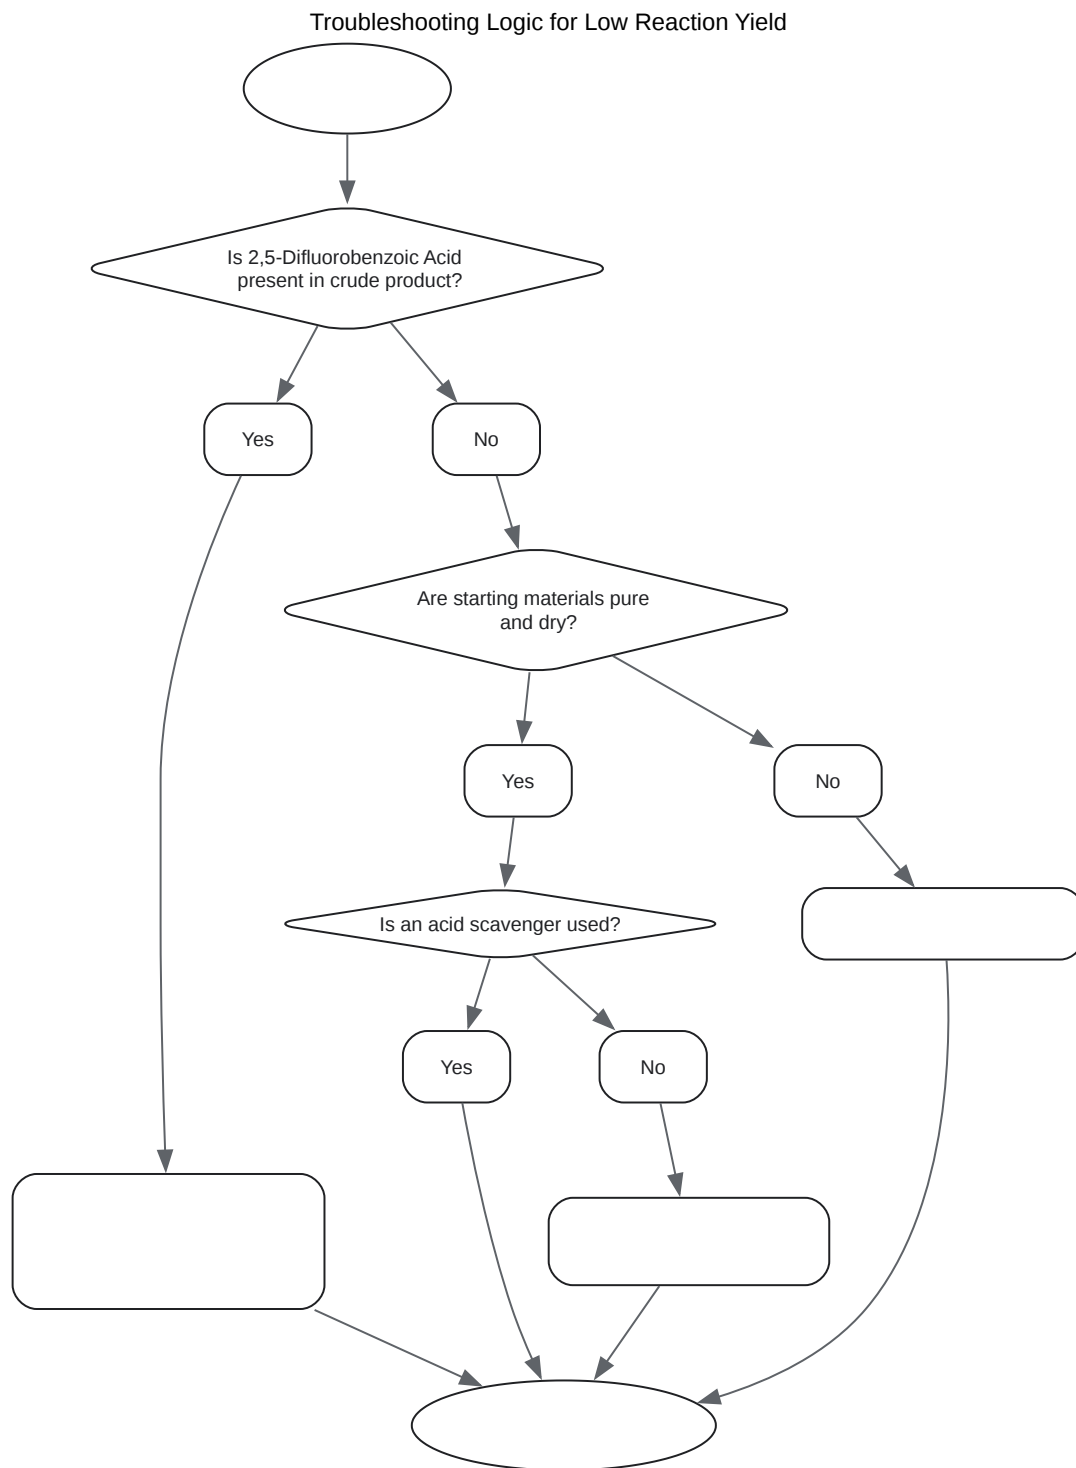 Troubleshooting Logic for Low Reaction Yield
Is 2,5-Difluorobenzoic Acid
present in crude product?
Yes
No
Are starting materials pure
and dry?
Yes
No
Is an acid scavenger used?
Yes
No